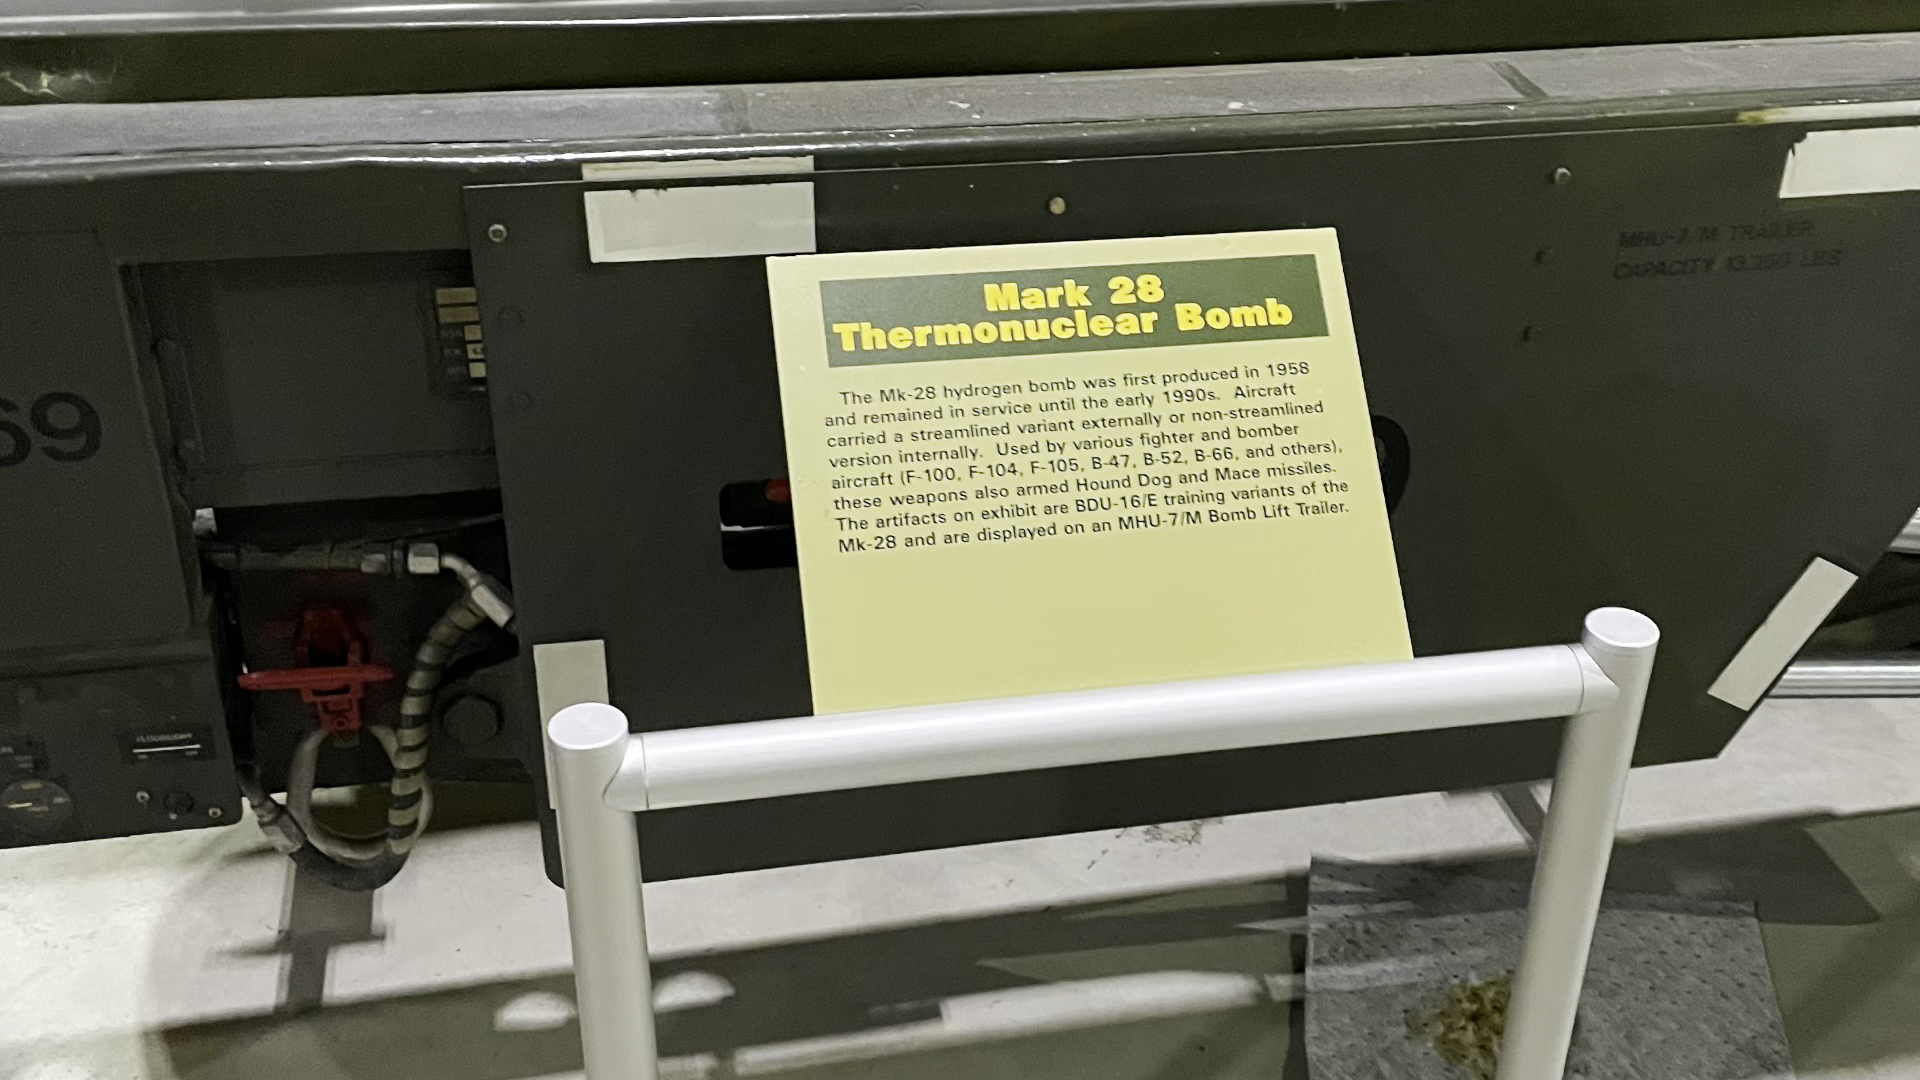 Mark 28
Thermonuclear Bomb
The Mk-28 hydrogen bomb was first produced in 1958
and remained in service until the early 1990s. Aircraft
carried a streamlined variant externally or non-streamlined
version internally. Used by various fighter and bomber
aircraft (F-100, F-104, F-105, B-47, B-52, B-66, and others),
these weapons also armed Hound Dog and Mace missiles.
The artifacts on exhibit are BDU-16/E training variants of the
Mk-28 and are displayed on an MHU-7/M Bomb Lift Trailer.
MHU-7 M TRAILER
CAPACITY LBS
69